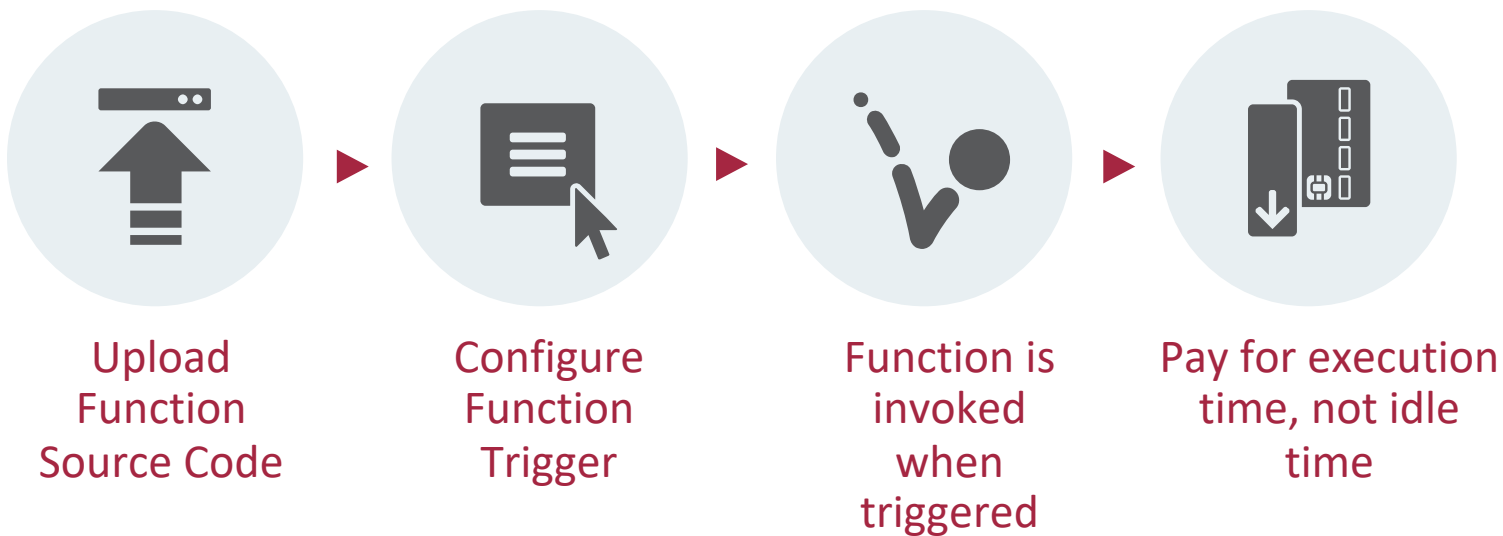 Upload
Function
Source Code
Configure
Function
Trigger
Function is
invoked
when
triggered
Pay for execution
time, not idle
time